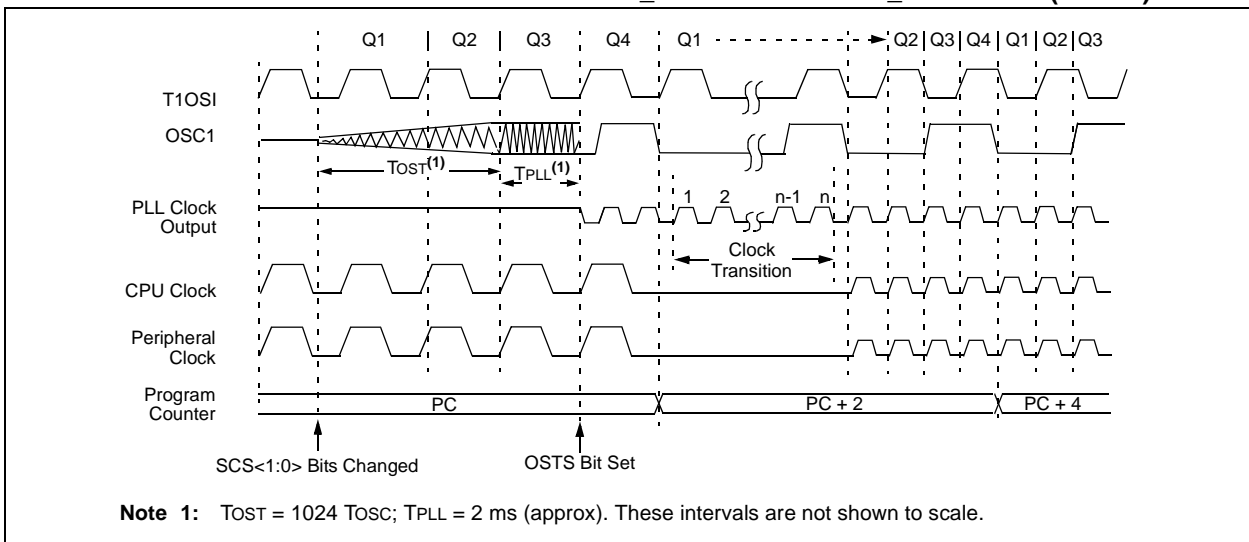 Q1 Q2 Q3 Q4 Q1 Q2 Q3 Q4 Q1 Q2 Q3
T1OSI
OSC1
TOST(1)
TPLL(1)
1 2 n-1 n
PLL Clock
Output
Clock
Transition
CPU Clock
Peripheral
Clock
Program
Counter
PC PC + 2 PC + 4
SCS<1:0> Bits Changed
OSTS Bit Set
Note 1: TOST = 1024 TOSC; TPLL = 2 ms (approx). These intervals are not shown to scale.